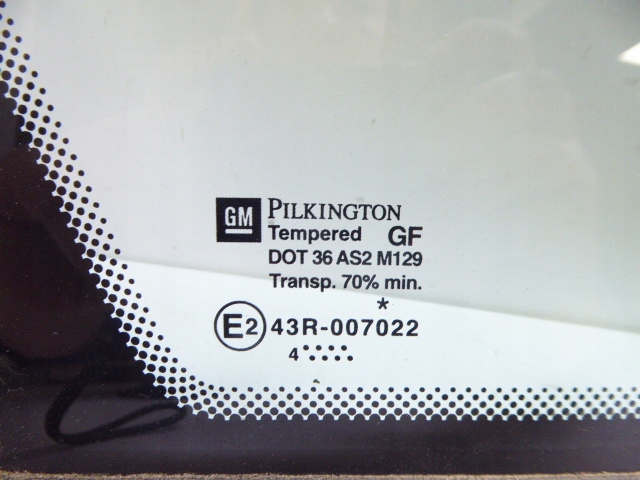 GM PILKINGTON
Tempered GF
DOT 36 AS2 M129
Transp. 70% min.
*
E2 43R-007022
4